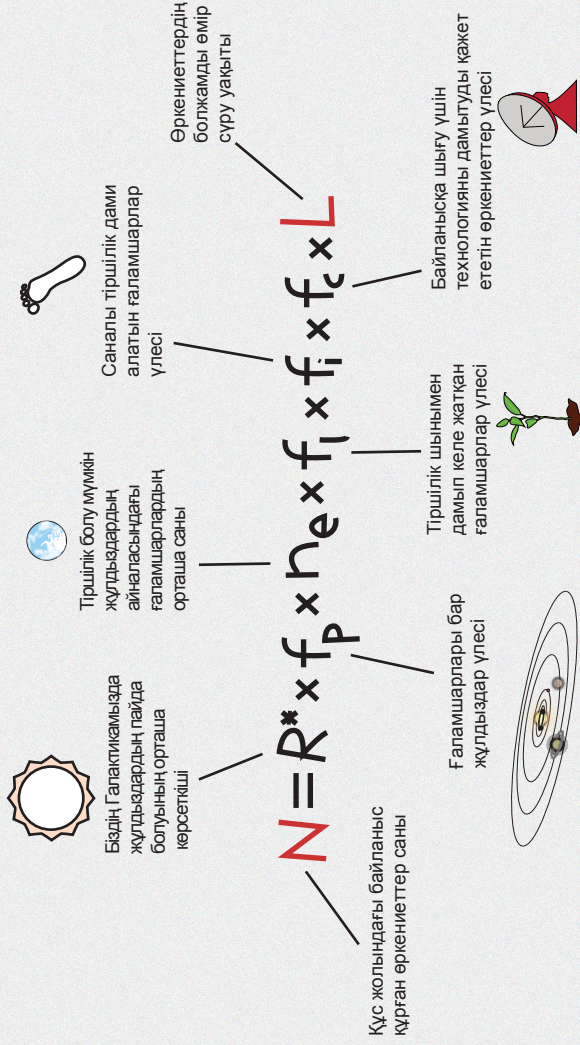 Біздің Галактикамызда
жұлдыздардың пайда
болуының орташа
көрсеткіші
Тіршілік болу мүмкін
жұлдыздардың
айналасындағы
ғаламшарлардың
орташа саны
Саналы тіршілік дами
алатын ғаламшарлар
үлесі
Өркениеттердің
болжамды өмір
сүру уақыты
N=R*×fp×ne×fl×fi×fc×L
Құс жолындағы байланыс
құрған өркениеттер саны
Ғаламшарлары бар
жұлдыздар үлесі
Тіршілік шынымен
дамып келе жатқан
ғаламшарлар үлесі
Байланысқа шығу үшін
технологияны дамытуды қажет
ететін өркениеттер үлесі